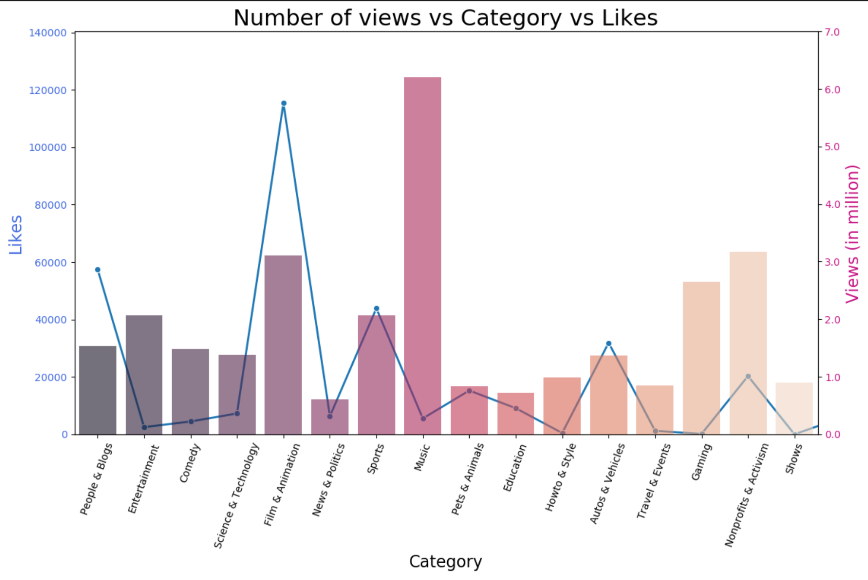 Number of views vs Category vs Likes
140000
120000
100000
80000
60000
40000
20000
0
Likes
7.0
6.0
5.0
4.0
3.0
2.0
1.0
0.0
Views (in million)
People & Blogs
Entertainment
Comedy
Science & Technology
Film & Animation
News & Politics
Sports
Music
Pets & Animals
Education
Howto & Style
Autos & Vehicles
Travel & Events
Gaming
Nonprofits & Activism
Shows
Category